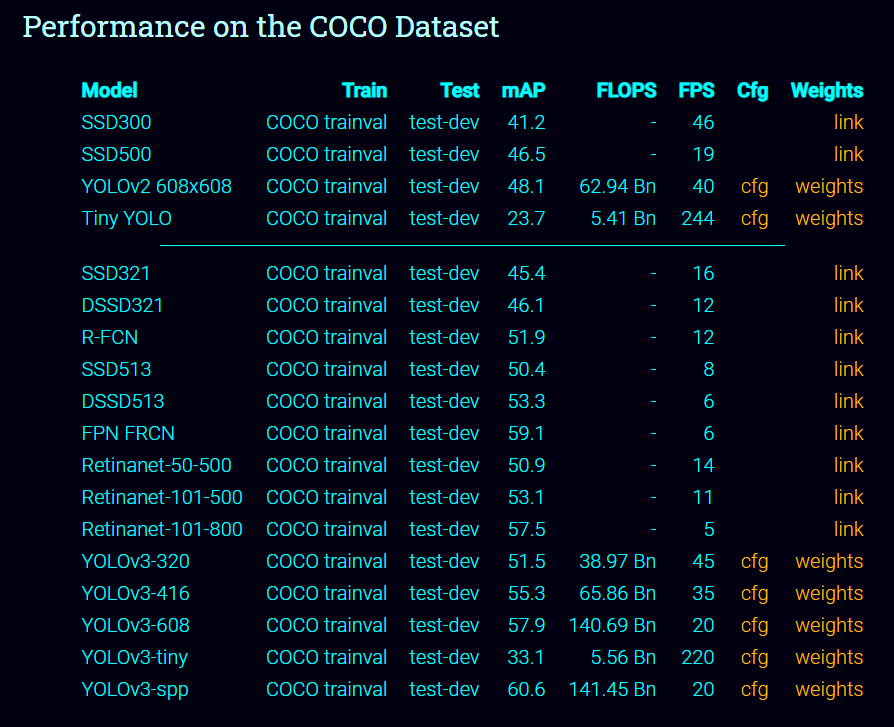 Performance on the COCO Dataset
Model Train Test mAP FLOPS FPS Cfg Weights
SSD300 COCO trainval test-dev 41.2 - 46 link
SSD500 COCO trainval test-dev 46.5 - 19 link
YOLOv2 608x608 COCO trainval test-dev 48.1 62.94 Bn 40 cfg weights
Tiny YOLO COCO trainval test-dev 23.7 5.41 Bn 244 cfg weights
SSD321 COCO trainval test-dev 45.4 - 16 link
DSSD321 COCO trainval test-dev 46.1 - 12 link
R-FCN COCO trainval test-dev 51.9 - 12 link
SSD513 COCO trainval test-dev 50.4 - 8 link
DSSD513 COCO trainval test-dev 53.3 - 6 link
FPN FRCN COCO trainval test-dev 59.1 - 6 link
Retinanet-50-500 COCO trainval test-dev 50.9 - 14 link
Retinanet-101-500 COCO trainval test-dev 53.1 - 11 link
Retinanet-101-800 COCO trainval test-dev 57.5 - 5 link
YOLOv3-320 COCO trainval test-dev 51.5 38.97 Bn 45 cfg weights
YOLOv3-416 COCO trainval test-dev 55.3 65.86 Bn 35 cfg weights
YOLOv3-608 COCO trainval test-dev 57.9 140.69 Bn 20 cfg weights
YOLOv3-tiny COCO trainval test-dev 33.1 5.56 Bn 220 cfg weights
YOLOv3-spp COCO trainval test-dev 60.6 141.45 Bn 20 cfg weights